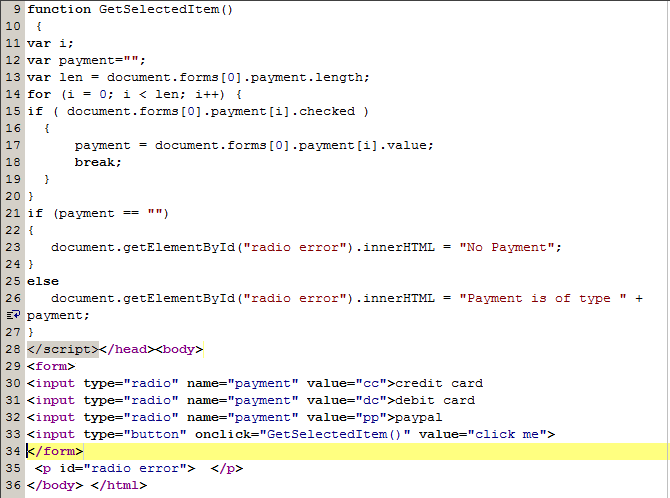 9 function GetSelectedItem()
10 {
11 var i;
12 var payment="";
13 var len = document.forms[0].payment.length;
14 for (i = 0; i < len; i++) {
15 if ( document.forms[0].payment[i].checked )
16 {
17 payment = document.forms[0].payment[i].value;
18 break;
19 }
20 }
21 if (payment == "")
22 {
23 document.getElementById("radio error").innerHTML = "No Payment";
24 }
25 else
26 document.getElementById("radio error").innerHTML = "Payment is of type " +
payment;
27 }
28 </script></head><body>
29 <form>
30 <input type="radio" name="payment" value="cc">credit card
31 <input type="radio" name="payment" value="dc">debit card
32 <input type="radio" name="payment" value="pp">paypal
33 <input type="button" onclick="GetSelectedItem()" value="click me">
34 </form>
35 <p id="radio error"> </p>
36 </body> </html>